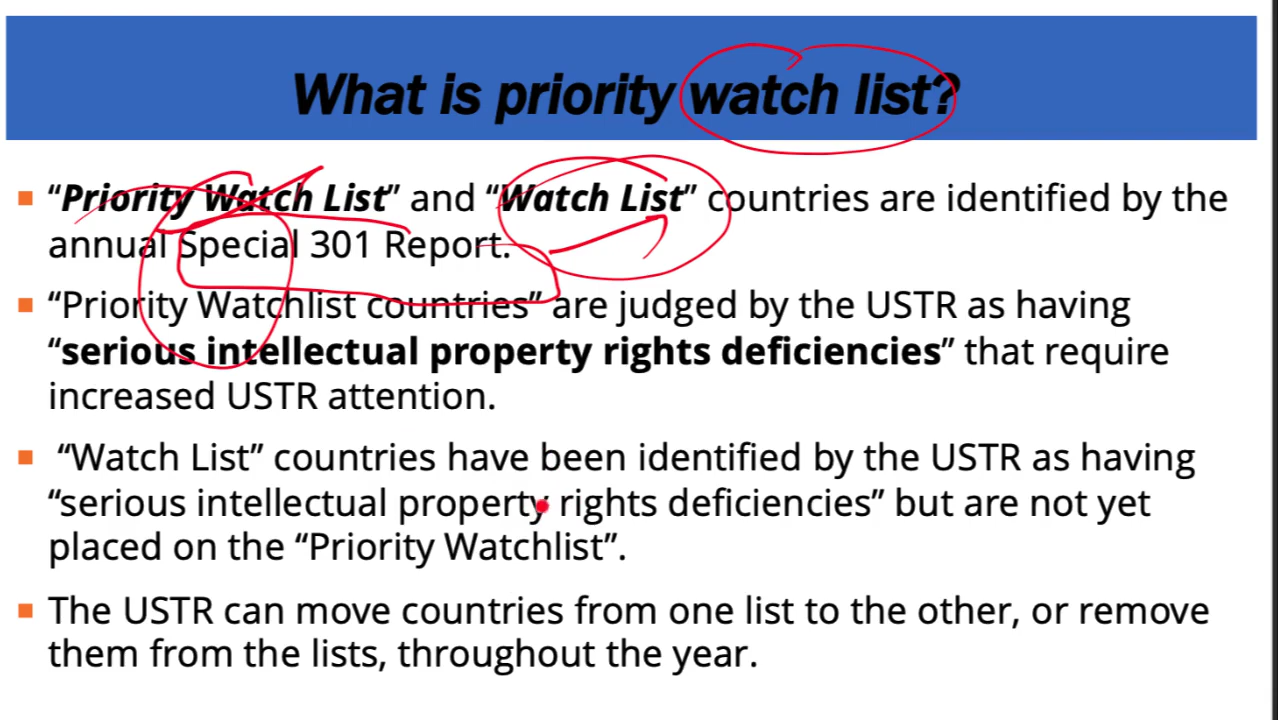 What is priority watch list?
“Priority Watch List” and “Watch List” countries are identified by the
annual Special 301 Report.
“Priority Watchlist countries” are judged by the USTR as having
“serious intellectual property rights deficiencies” that require
increased USTR attention.
“Watch List” countries have been identified by the USTR as having
“serious intellectual property rights deficiencies” but are not yet
placed on the “Priority Watchlist”.
The USTR can move countries from one list to the other, or remove
them from the lists, throughout the year.